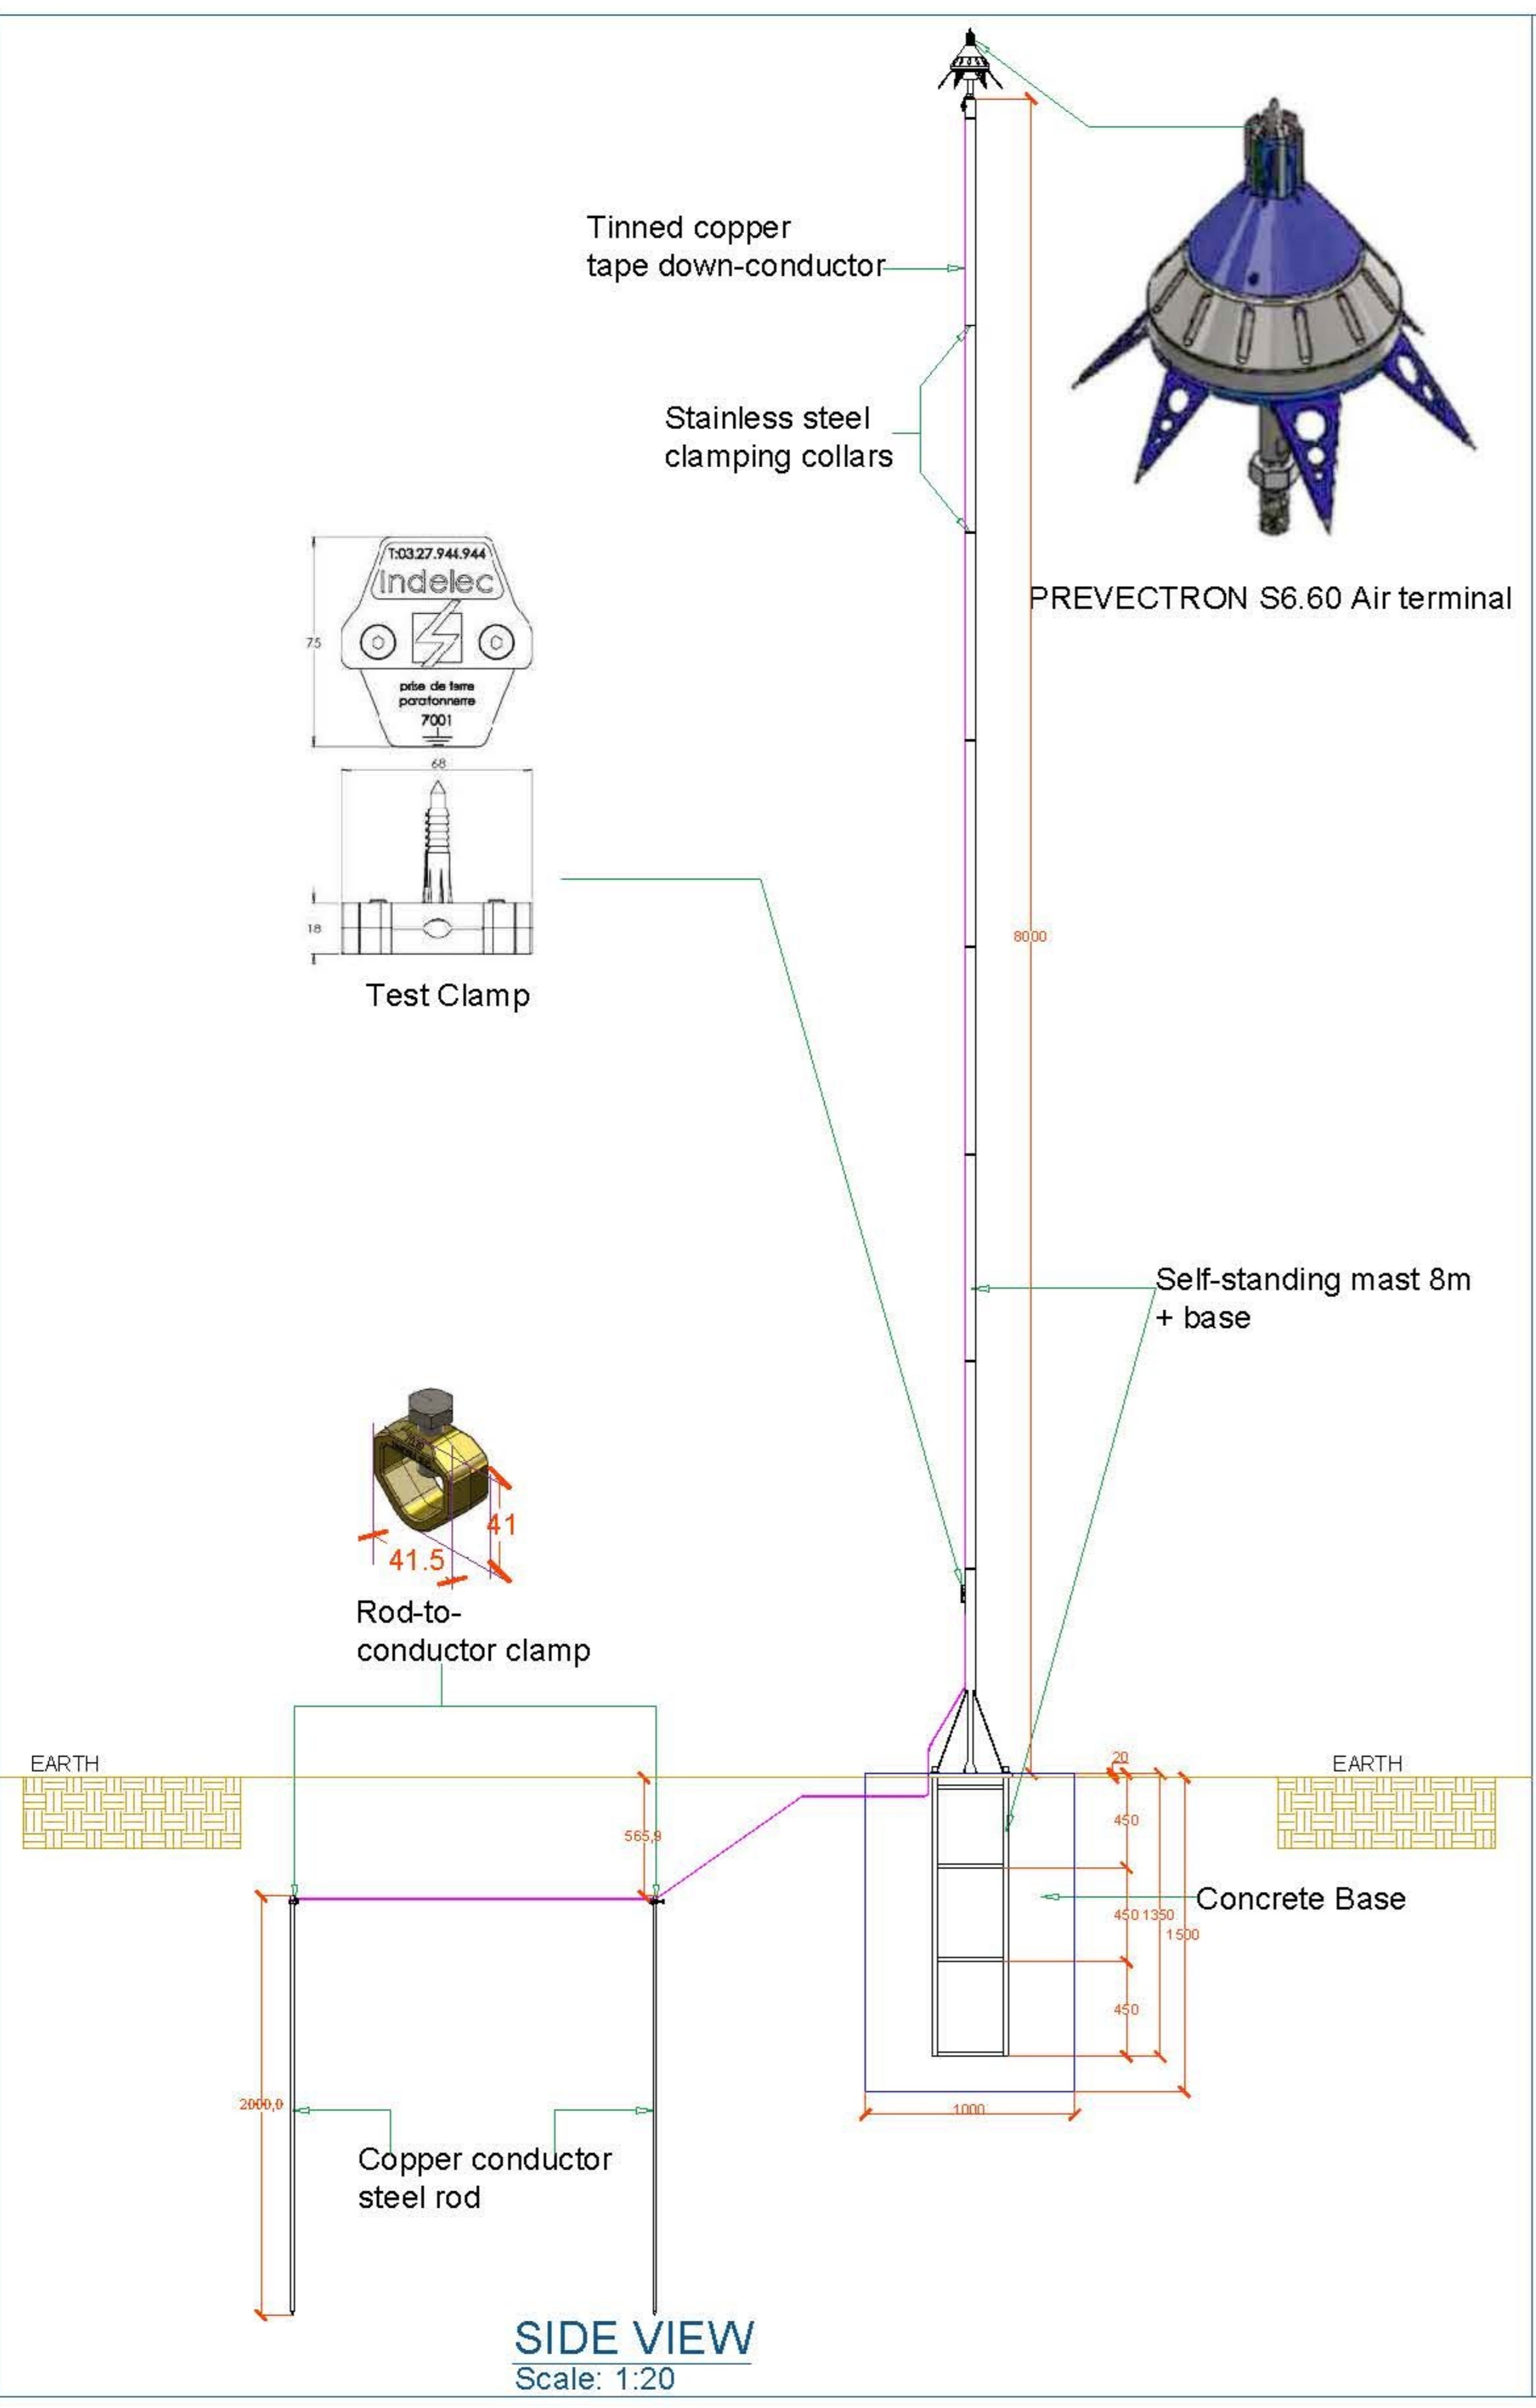 Tinned copper
tape down-conductor
Stainless steel
clamping collars
PREVECTRON S6.60 Air terminal
T:03.27.944.944
Indelec
75
prise de terre
paratonnerre
7001
68
18
Test Clamp
8000
Self-standing mast 8m
+ base
41
41.5
Rod-to-
conductor clamp
EARTH
20
EARTH
565,9
450
Concrete Base
450
1350
1500
450
2000,0
1000
Copper conductor
steel rod
SIDE VIEW
Scale: 1:20